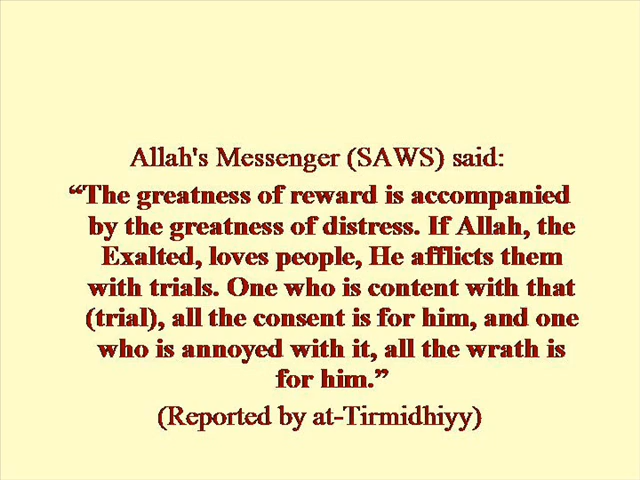 Allah's Messenger (SAWS) said:
“The greatness of reward is accompanied
by the greatness of distress. If Allah, the
Exalted, loves people, He afflicts them
with trials. One who is content with that
(trial), all the consent is for him, and one
who is annoyed with it, all the wrath is
for him.”
(Reported by at-Tirmidhiyy)